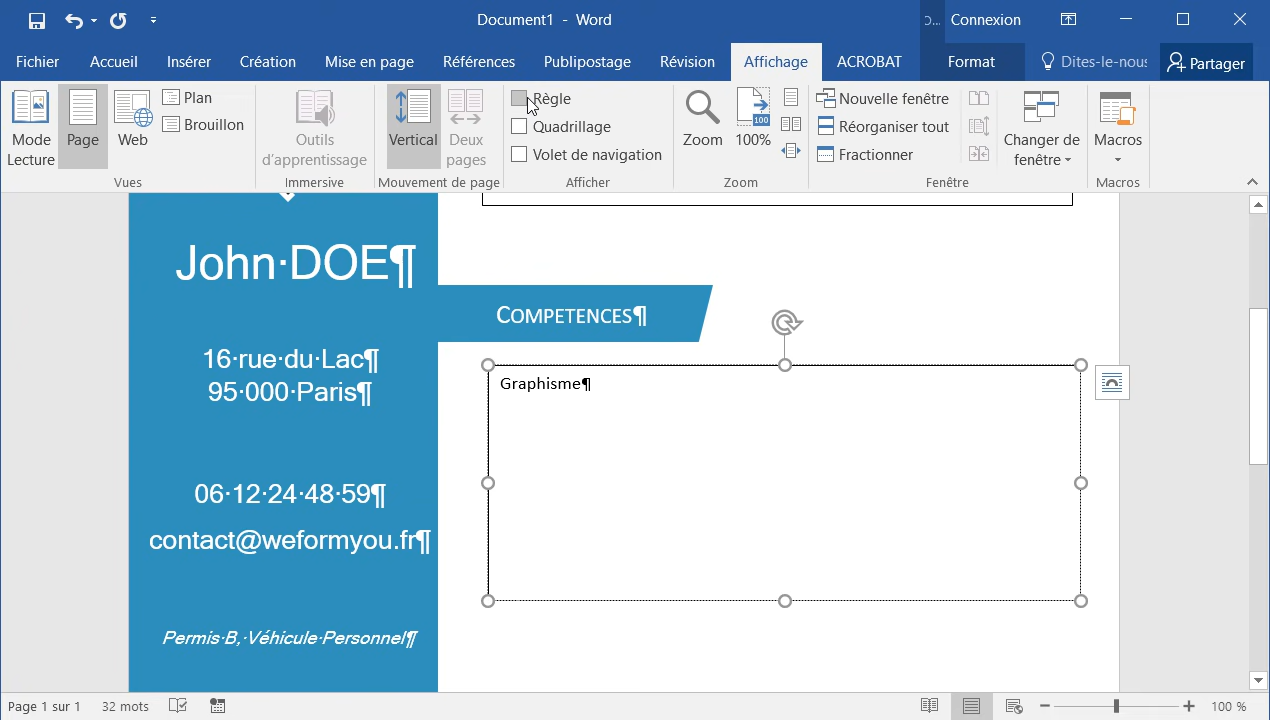 Document1 - Word
D...
Connexion
Fichier
Accueil
Insérer
Création
Mise en page
Références
Publipostage
Révision
Affichage
ACROBAT
Format
Dites-le-nous
Partager
Mode Lecture
Page
Web
Plan
Brouillon
Vues
Outils d'apprentissage
Immersive
Vertical
Deux pages
Mouvement de page
Règle
Quadrillage
Volet de navigation
Afficher
Zoom
100
100%
Zoom
Nouvelle fenêtre
Réorganiser tout
Fractionner
Changer de fenêtre
Fenêtre
Macros
Macros
John·DOE¶
16·rue·du·Lac¶
95·000·Paris¶
06·12·24·48·59¶
contact@weformyou.fr¶
Permis·B,·Véhicule·Personnel¶
COMPETENCES¶
Graphisme¶
Page 1 sur 1
32 mots
100 %